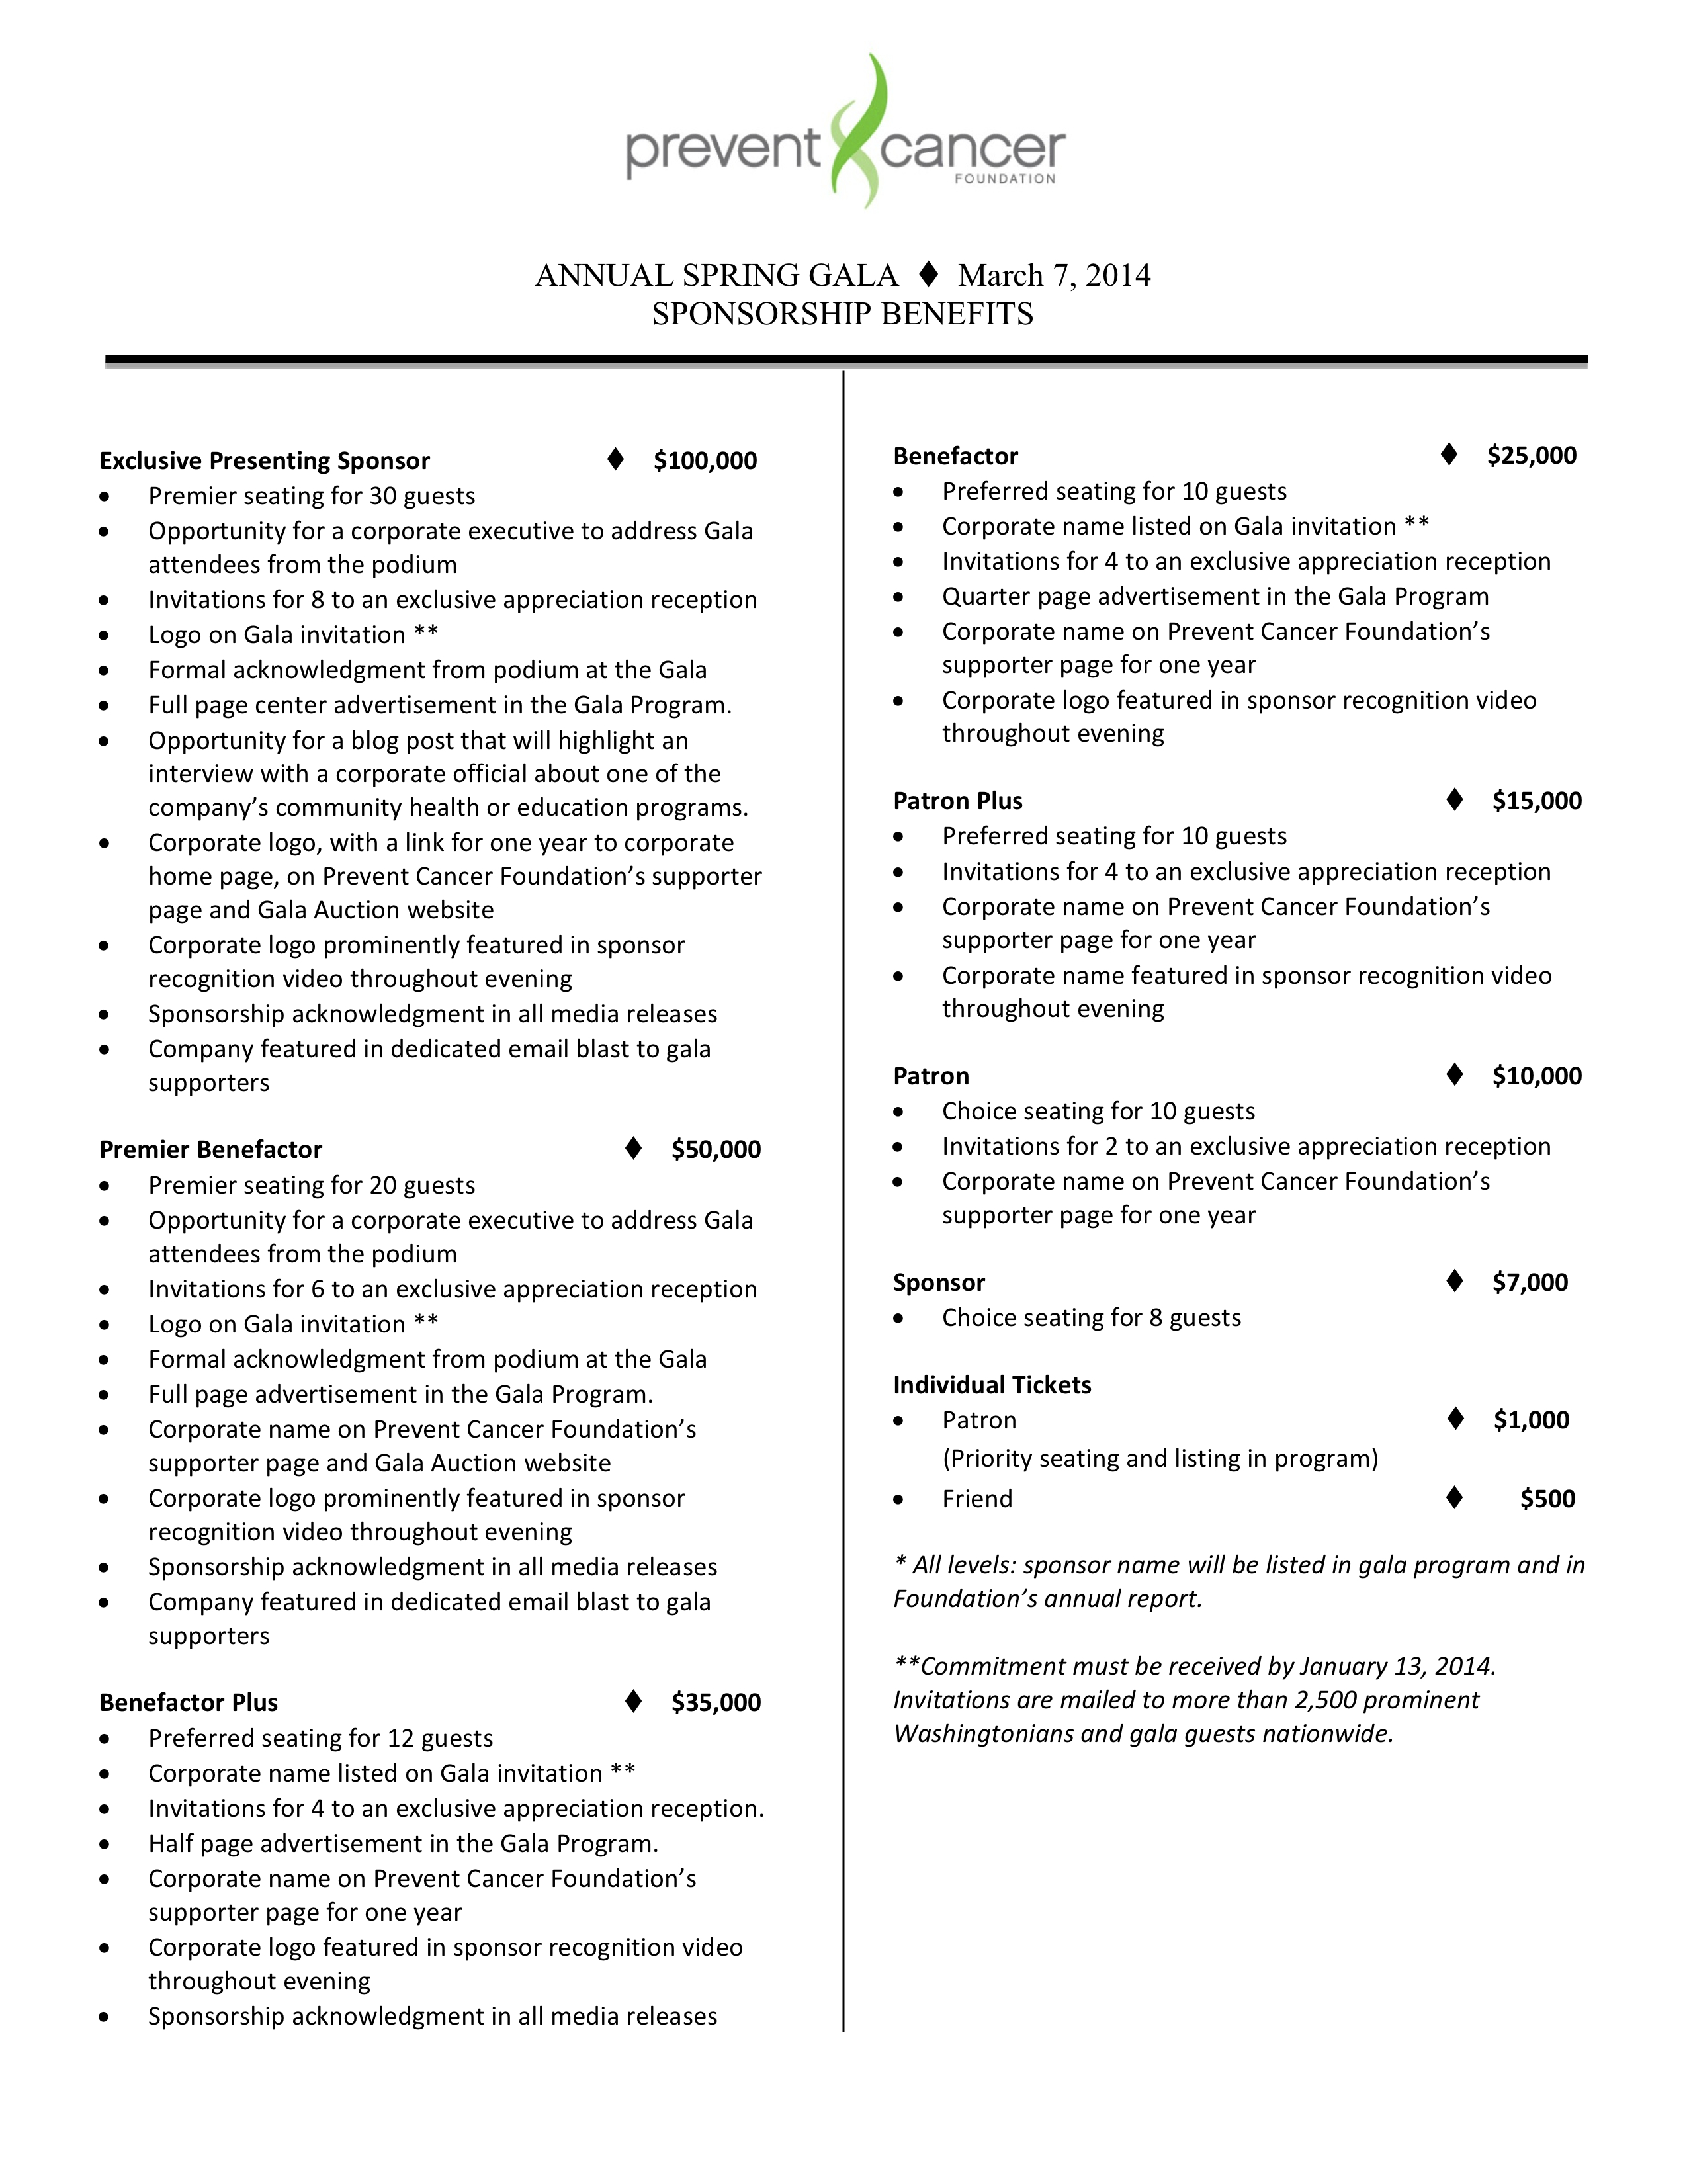 prevent cancer
FOUNDATION
ANNUAL SPRING GALA ♦ March 7, 2014
SPONSORSHIP BENEFITS
Exclusive Presenting Sponsor ♦ $100,000
• Premier seating for 30 guests
• Opportunity for a corporate executive to address Gala
attendees from the podium
• Invitations for 8 to an exclusive appreciation reception
• Logo on Gala invitation **
• Formal acknowledgment from podium at the Gala
• Full page center advertisement in the Gala Program.
• Opportunity for a blog post that will highlight an
interview with a corporate official about one of the
company’s community health or education programs.
• Corporate logo, with a link for one year to corporate
home page, on Prevent Cancer Foundation’s supporter
page and Gala Auction website
• Corporate logo prominently featured in sponsor
recognition video throughout evening
• Sponsorship acknowledgment in all media releases
• Company featured in dedicated email blast to gala
supporters
Premier Benefactor ♦ $50,000
• Premier seating for 20 guests
• Opportunity for a corporate executive to address Gala
attendees from the podium
• Invitations for 6 to an exclusive appreciation reception
• Logo on Gala invitation **
• Formal acknowledgment from podium at the Gala
• Full page advertisement in the Gala Program.
• Corporate name on Prevent Cancer Foundation’s
supporter page and Gala Auction website
• Corporate logo prominently featured in sponsor
recognition video throughout evening
• Sponsorship acknowledgment in all media releases
• Company featured in dedicated email blast to gala
supporters
Benefactor Plus ♦ $35,000
• Preferred seating for 12 guests
• Corporate name listed on Gala invitation **
• Invitations for 4 to an exclusive appreciation reception.
• Half page advertisement in the Gala Program.
• Corporate name on Prevent Cancer Foundation’s
supporter page for one year
• Corporate logo featured in sponsor recognition video
throughout evening
• Sponsorship acknowledgment in all media releases
Benefactor ♦ $25,000
• Preferred seating for 10 guests
• Corporate name listed on Gala invitation **
• Invitations for 4 to an exclusive appreciation reception
• Quarter page advertisement in the Gala Program
• Corporate name on Prevent Cancer Foundation’s
supporter page for one year
• Corporate logo featured in sponsor recognition video
throughout evening
Patron Plus ♦ $15,000
• Preferred seating for 10 guests
• Invitations for 4 to an exclusive appreciation reception
• Corporate name on Prevent Cancer Foundation’s
supporter page for one year
• Corporate name featured in sponsor recognition video
throughout evening
Patron ♦ $10,000
• Choice seating for 10 guests
• Invitations for 2 to an exclusive appreciation reception
• Corporate name on Prevent Cancer Foundation’s
supporter page for one year
Sponsor ♦ $7,000
• Choice seating for 8 guests
Individual Tickets
• Patron ♦ $1,000
(Priority seating and listing in program)
• Friend ♦ $500
* All levels: sponsor name will be listed in gala program and in
Foundation’s annual report.
**Commitment must be received by January 13, 2014.
Invitations are mailed to more than 2,500 prominent
Washingtonians and gala guests nationwide.